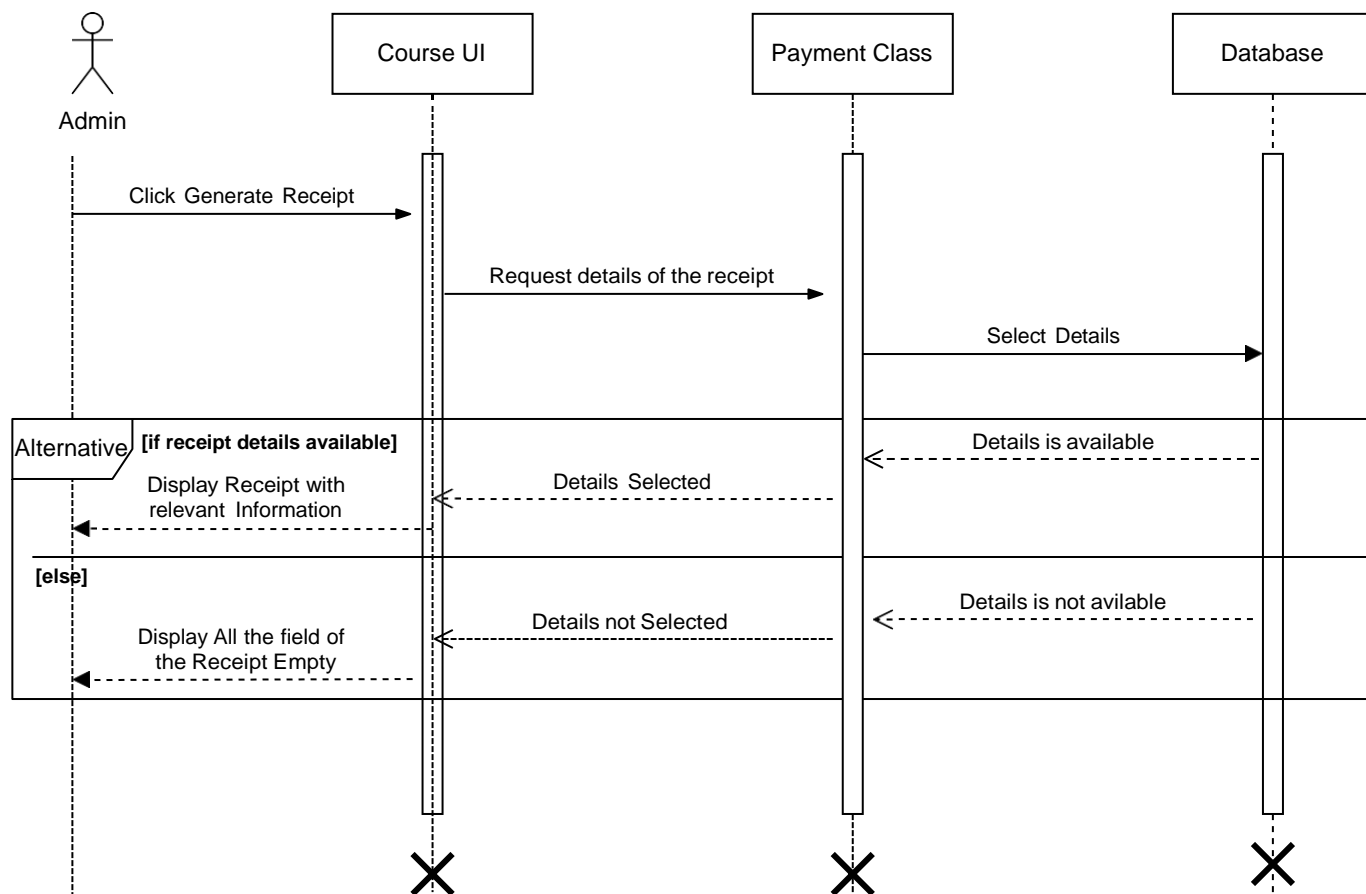 Course UI
Payment Class
Database
Admin
Click Generate Receipt
Request details of the receipt
Select Details
Alternative
[if receipt details available]
Details is available
Details Selected
Display Receipt with
relevant Information
[else]
Details is not avilable
Details not Selected
Display All the field of
the Receipt Empty